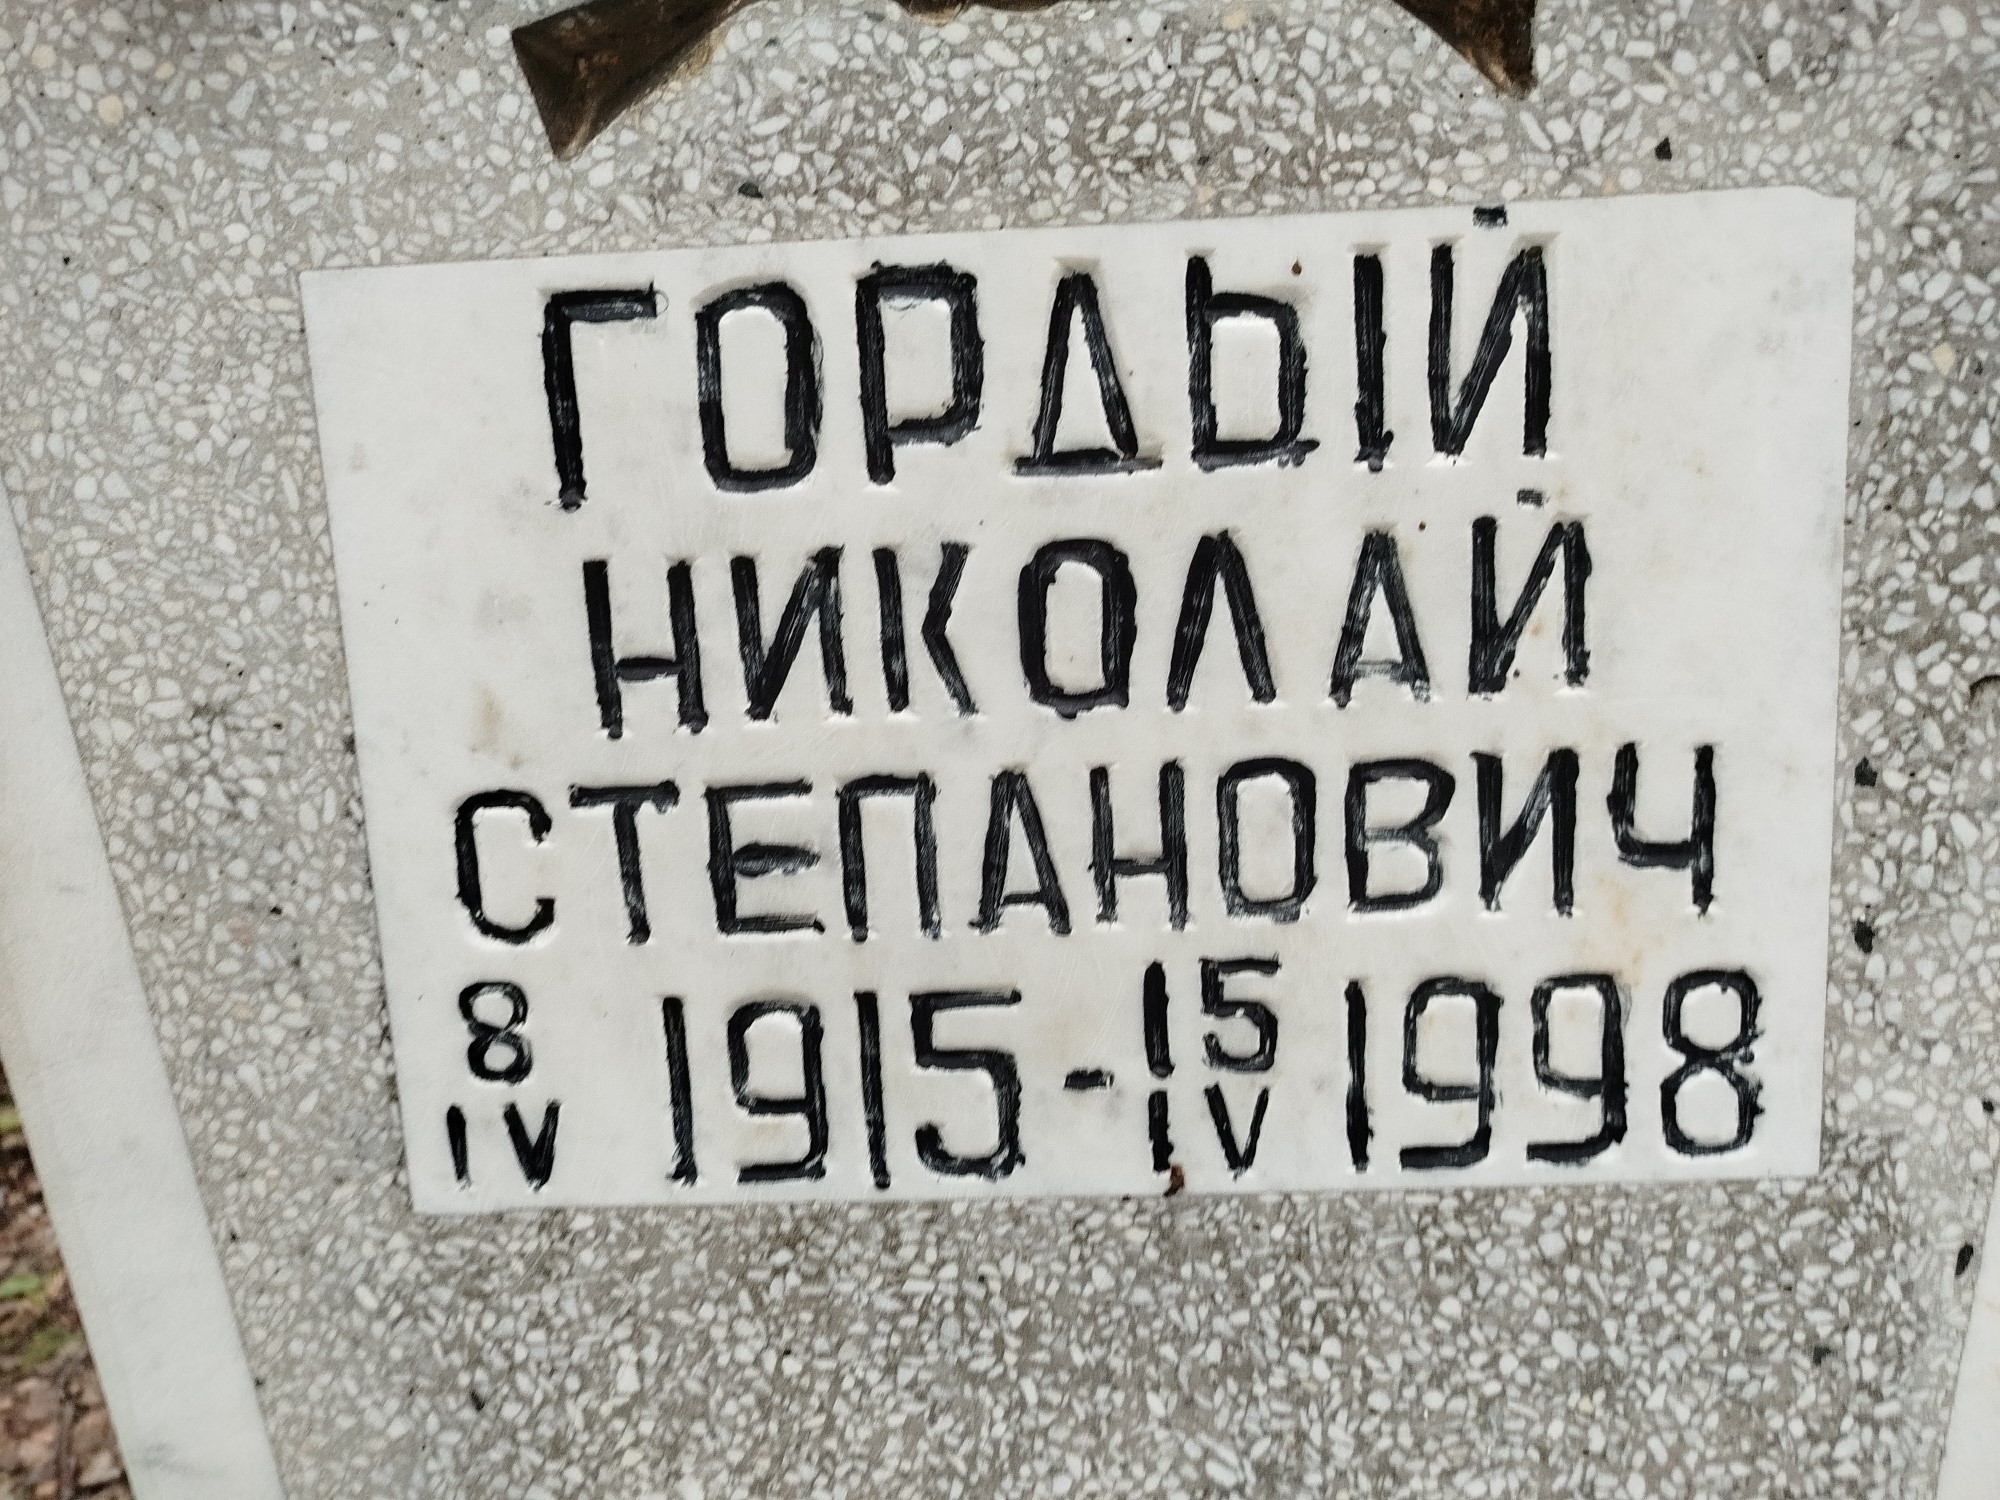 ГОРДЫЙ
НИКОЛАЙ
СТЕПАНОВИЧ
8 IV 1915 - 15 IV 1998